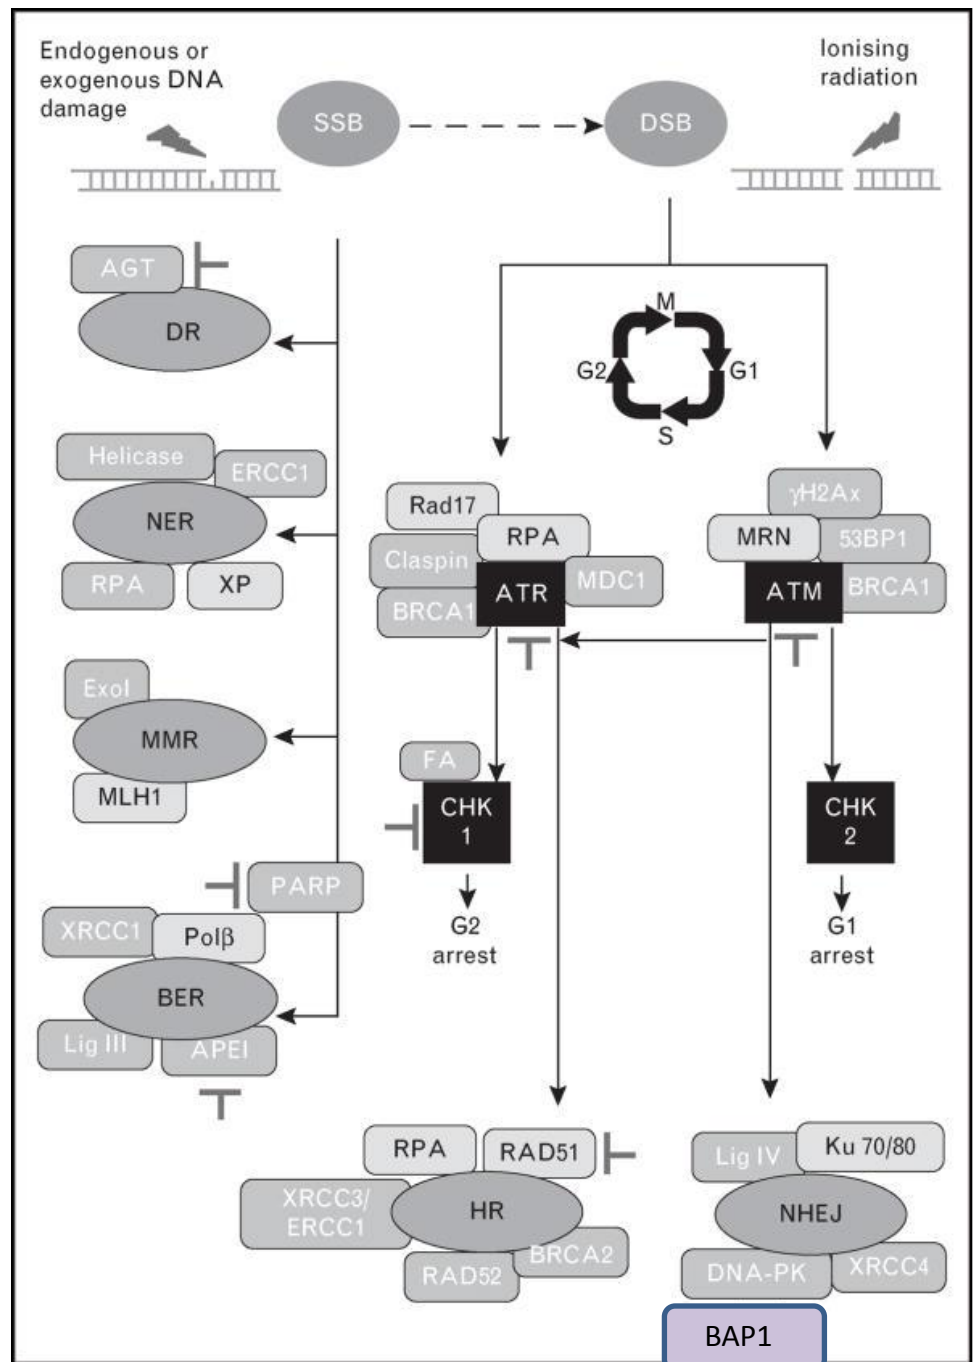 Endogenous or
exogenous DNA
damage
SSB
DSB
Ionising
radiation
AGT
DR
M
G2
G1
S
Helicase
ERCC1
NER
RPA
XP
Rad17
RPA
Claspin
ATR
MDC1
BRCA1
γH2Ax
MRN
53BP1
ATM
BRCA1
ExoI
MMR
MLH1
FA
CHK
1
CHK
2
G2
arrest
G1
arrest
PARP
XRCC1
Polβ
BER
Lig III
APEI
RPA
RAD51
XRCC3/
ERCC1
HR
RAD52
BRCA2
Lig IV
Ku 70/80
NHEJ
DNA-PK
XRCC4
BAP1